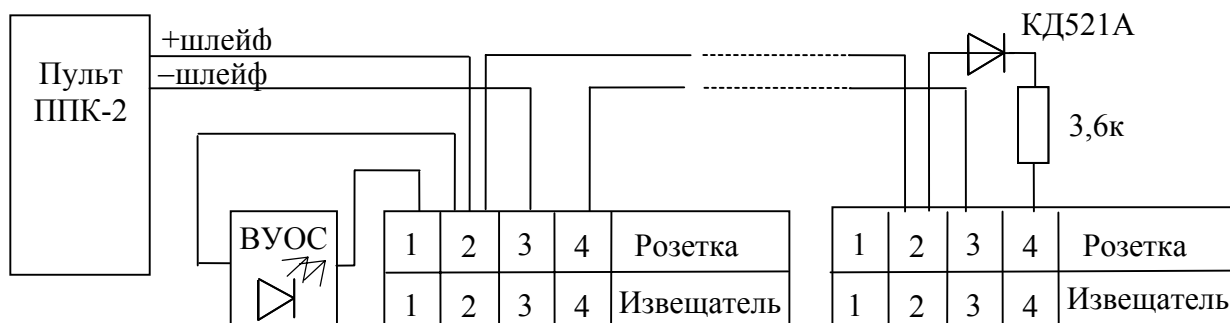 Пульт
ППК-2
+шлейф
−шлейф
КД521А
3,6к
ВУОС
1 2 3 4 Розетка
1 2 3 4 Извещатель
1 2 3 4 Розетка
1 2 3 4 Извещатель